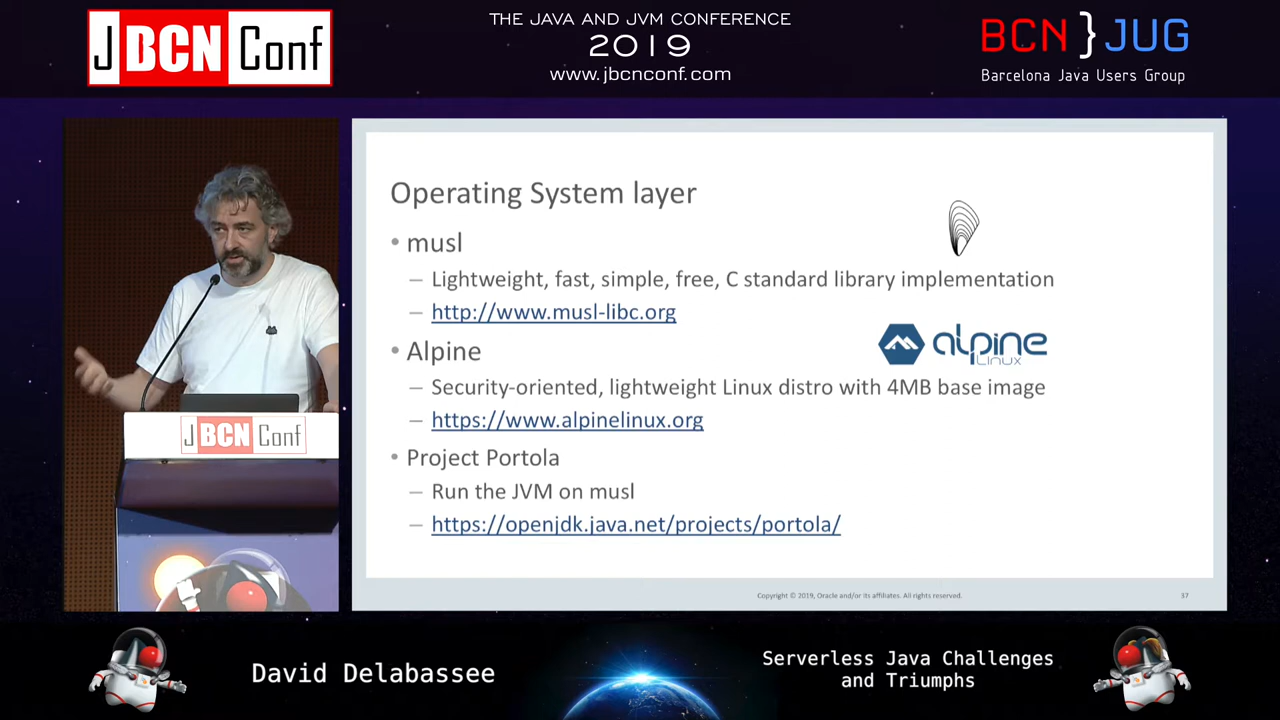 J BCN Conf
THE JAVA AND JVM CONFERENCE
2019
www.jbcnconf.com
BCN}JUG
Barcelona Java Users Group
Operating System layer
• musl
– Lightweight, fast, simple, free, C standard library implementation
– http://www.musl-libc.org
• Alpine
alpine
Linux
– Security-oriented, lightweight Linux distro with 4MB base image
– https://www.alpinelinux.org
• Project Portola
– Run the JVM on musl
– https://openjdk.java.net/projects/portola/
Copyright © 2019, Oracle and/or its affiliates. All rights reserved.
37
J BCN Conf
David Delabassee
Serverless Java Challenges
and Triumphs